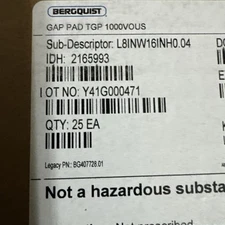 BERGQUIST
GAP PAD TGP 1000VOUS
Sub-Descriptor: L8INW16INH0.04
IDH: 2165993
LOT NO: Y41G000471
QTY: 25 EA
Legacy PN: BG407728.01
Not a hazardous substa